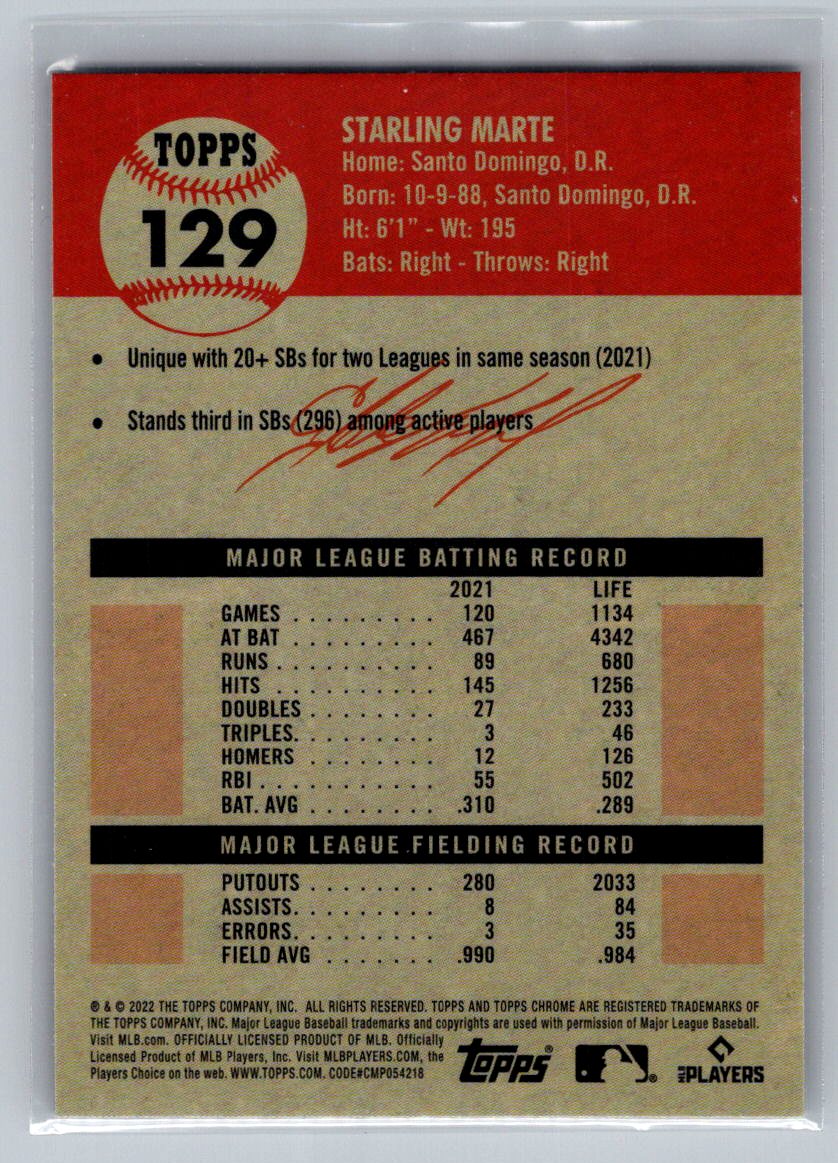 TOPPS
129
STARLING MARTE
Home: Santo Domingo, D.R.
Born: 10-9-88, Santo Domingo, D.R.
Ht: 6'1" - Wt: 195
Bats: Right - Throws: Right
• Unique with 20+ SBs for two Leagues in same season (2021)
• Stands third in SBs (296) among active players
MAJOR LEAGUE BATTING RECORD
2021 LIFE
GAMES . . . . . . . . . 120 1134
AT BAT . . . . . . . . . 467 4342
RUNS . . . . . . . . . . 89 680
HITS . . . . . . . . . . 145 1256
DOUBLES . . . . . . . . 27 233
TRIPLES. . . . . . . . . 3 46
HOMERS . . . . . . . . 12 126
RBI . . . . . . . . . . . 55 502
BAT. AVG . . . . . . . . .310 .289
MAJOR LEAGUE FIELDING RECORD
PUTOUTS . . . . . . . . 280 2033
ASSISTS. . . . . . . . . 8 84
ERRORS. . . . . . . . . 3 35
FIELD AVG . . . . . . . .990 .984
® & © 2022 THE TOPPS COMPANY, INC. ALL RIGHTS RESERVED. TOPPS AND TOPPS CHROME ARE REGISTERED TRADEMARKS OF
THE TOPPS COMPANY, INC. Major League Baseball trademarks and copyrights are used with permission of Major League Baseball.
Visit MLB.com. OFFICIALLY LICENSED PRODUCT OF MLB. Officially
Licensed Product of MLB Players, Inc. Visit MLBPLAYERS.COM, the
Players Choice on the web. WWW.TOPPS.COM. CODE#CMP054218
Topps® ® MLB PLAYERS